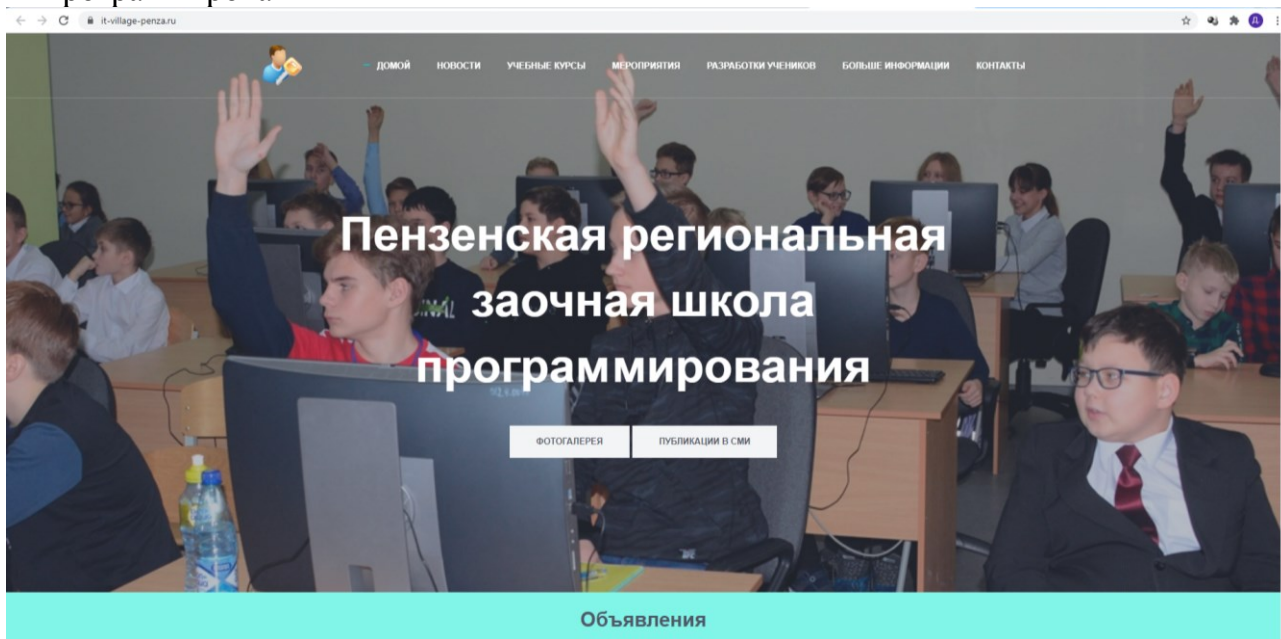 it-village-penza.ru
Д
ДОМОЙ НОВОСТИ УЧЕБНЫЕ КУРСЫ МЕРОПРИЯТИЯ РАЗРАБОТКИ УЧЕНИКОВ БОЛЬШЕ ИНФОРМАЦИИ КОНТАКТЫ
Пензенская региональная
заочная школа
программирования
ФОТОГАЛЕРЕЯ ПУБЛИКАЦИИ В СМИ
Объявления